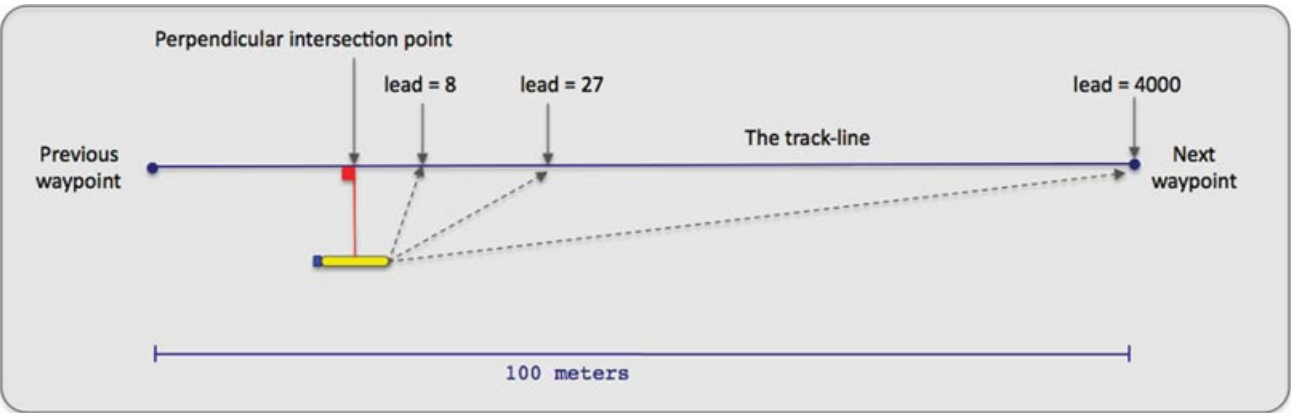 Perpendicular intersection point
lead = 8
lead = 27
lead = 4000
The track-line
Previous
waypoint
Next
waypoint
100 meters